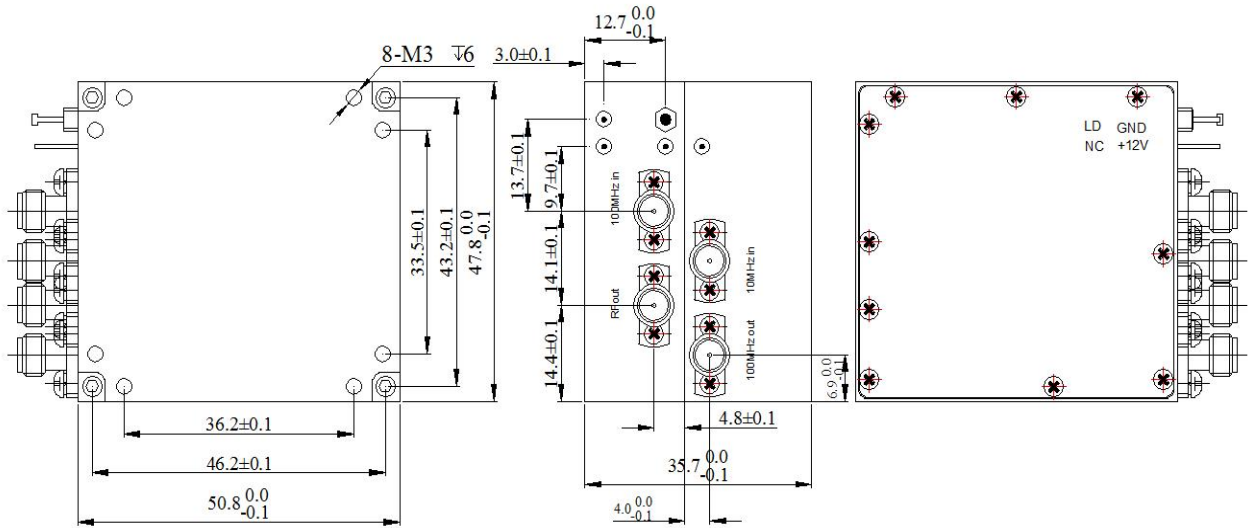 8-M3 ↧6
33.5±0.1
43.2±0.1
47.8 0.0 -0.1
36.2±0.1
46.2±0.1
50.8 0.0 -0.1
12.7 0.0 -0.1
3.0±0.1
13.7±0.1
9.7±0.1
14.1±0.1
14.4±0.1
100MHz in
RF out
10MHz in
100MHz out
6.9 0.0 -0.1
4.8±0.1
35.7 0.0 -0.1
4.0 0.0 -0.1
LD GND
NC +12V